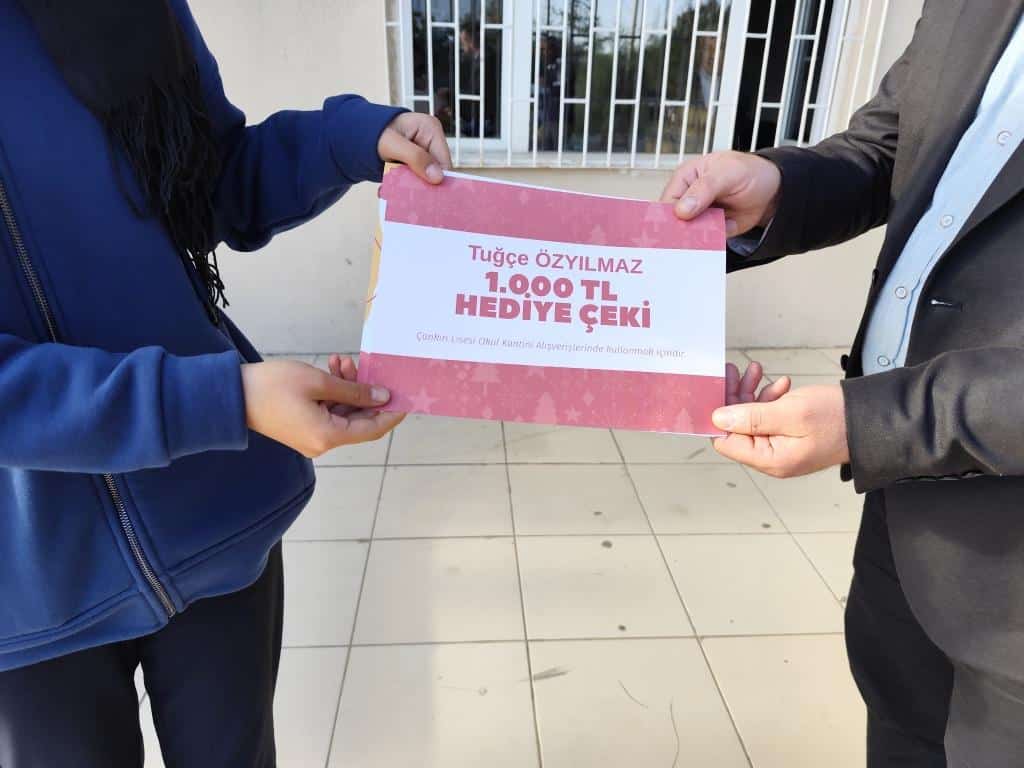 Tuğçe ÖZYILMAZ
1.000 TL
HEDİYE ÇEKİ
Çankırı Lisesi Okul Kantini Alışverişlerinde kullanmak içindir.